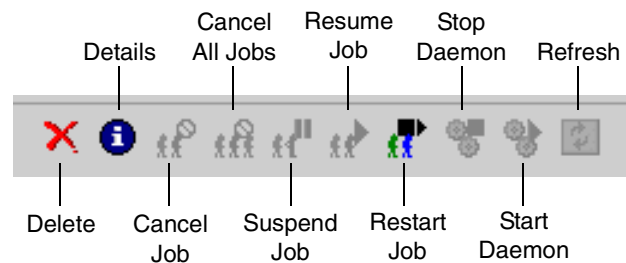 Cancel
All Jobs
Resume
Job
Stop
Daemon
Details
Refresh
Delete
Cancel
Job
Suspend
Job
Restart
Job
Start
Daemon